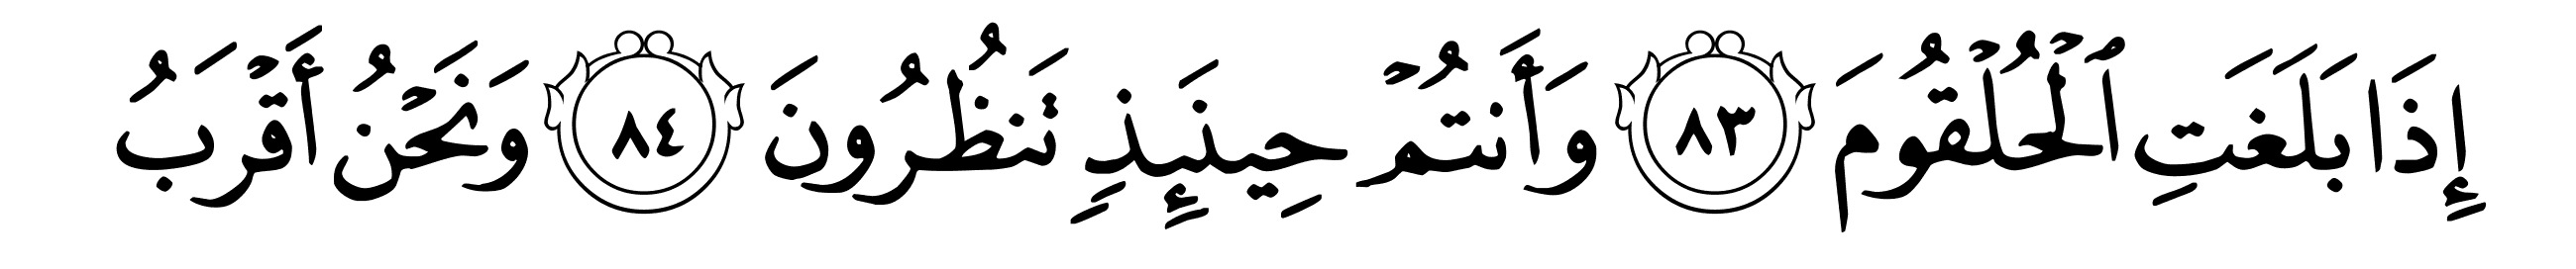 إِذَا بَلَغَتِ ٱلْحُلْقُومَ ٨٣ وَأَنتُمْ حِينَئِذٍ تَنظُرُونَ ٨٤ وَنَحْنُ أَقْرَبُ